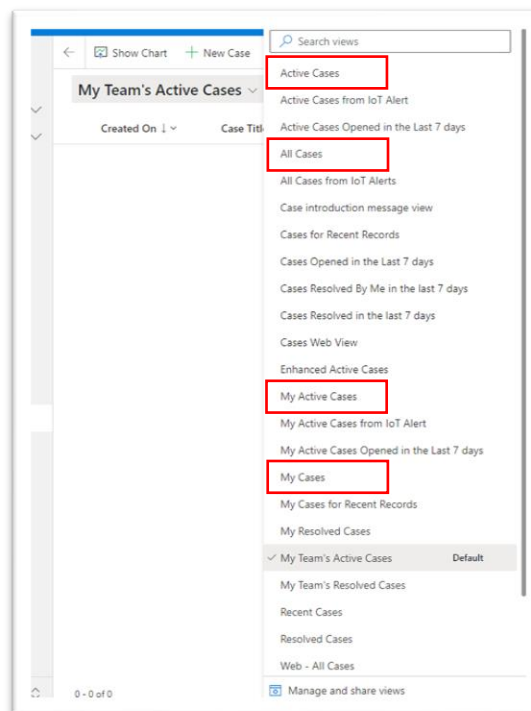 Show Chart
New Case
Search views
My Team's Active Cases
Created On
Case Titl
Active Cases
Active Cases from IoT Alert
Active Cases Opened in the Last 7 days
All Cases
All Cases from IoT Alerts
Case introduction message view
Cases for Recent Records
Cases Opened in the Last 7 days
Cases Resolved By Me in the last 7 days
Cases Resolved in the last 7 days
Cases Web View
Enhanced Active Cases
My Active Cases
My Active Cases from IoT Alert
My Active Cases Opened in the Last 7 days
My Cases
My Cases for Recent Records
My Resolved Cases
My Team's Active Cases Default
My Team's Resolved Cases
Recent Cases
Resolved Cases
Web - All Cases
Manage and share views
0 - 0 of 0